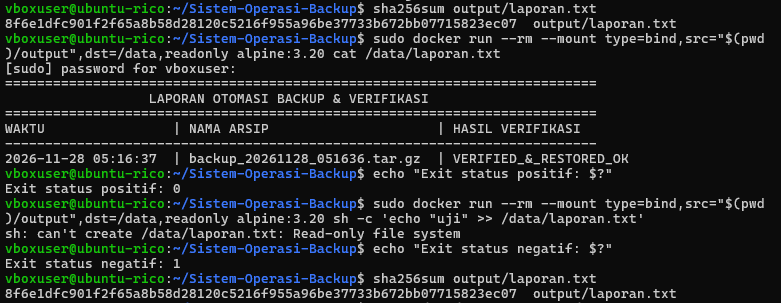 vboxuser@ubuntu-rico:~/Sistem-Operasi-Backup$ sha256sum output/laporan.txt
8f6e1dfc901f2f65a8b58d28120c5216f955a96be37733b672bb07715823ec07  output/laporan.txt
vboxuser@ubuntu-rico:~/Sistem-Operasi-Backup$ sudo docker run --rm --mount type=bind,src="$(pwd
)/output",dst=/data,readonly alpine:3.20 cat /data/laporan.txt
[sudo] password for vboxuser:
=========================================================================
                  LAPORAN OTOMASI BACKUP & VERIFIKASI
=========================================================================
WAKTU                | NAMA ARSIP                     | HASIL VERIFIKASI
-------------------------------------------------------------------------
2026-11-28 05:16:37  | backup_20261128_051636.tar.gz  | VERIFIED_&_RESTORED_OK
vboxuser@ubuntu-rico:~/Sistem-Operasi-Backup$ echo "Exit status positif: $?"
Exit status positif: 0
vboxuser@ubuntu-rico:~/Sistem-Operasi-Backup$ sudo docker run --rm --mount type=bind,src="$(pwd
)/output",dst=/data,readonly alpine:3.20 sh -c 'echo "uji" >> /data/laporan.txt'
sh: can't create /data/laporan.txt: Read-only file system
vboxuser@ubuntu-rico:~/Sistem-Operasi-Backup$ echo "Exit status negatif: $?"
Exit status negatif: 1
vboxuser@ubuntu-rico:~/Sistem-Operasi-Backup$ sha256sum output/laporan.txt
8f6e1dfc901f2f65a8b58d28120c5216f955a96be37733b672bb07715823ec07  output/laporan.txt